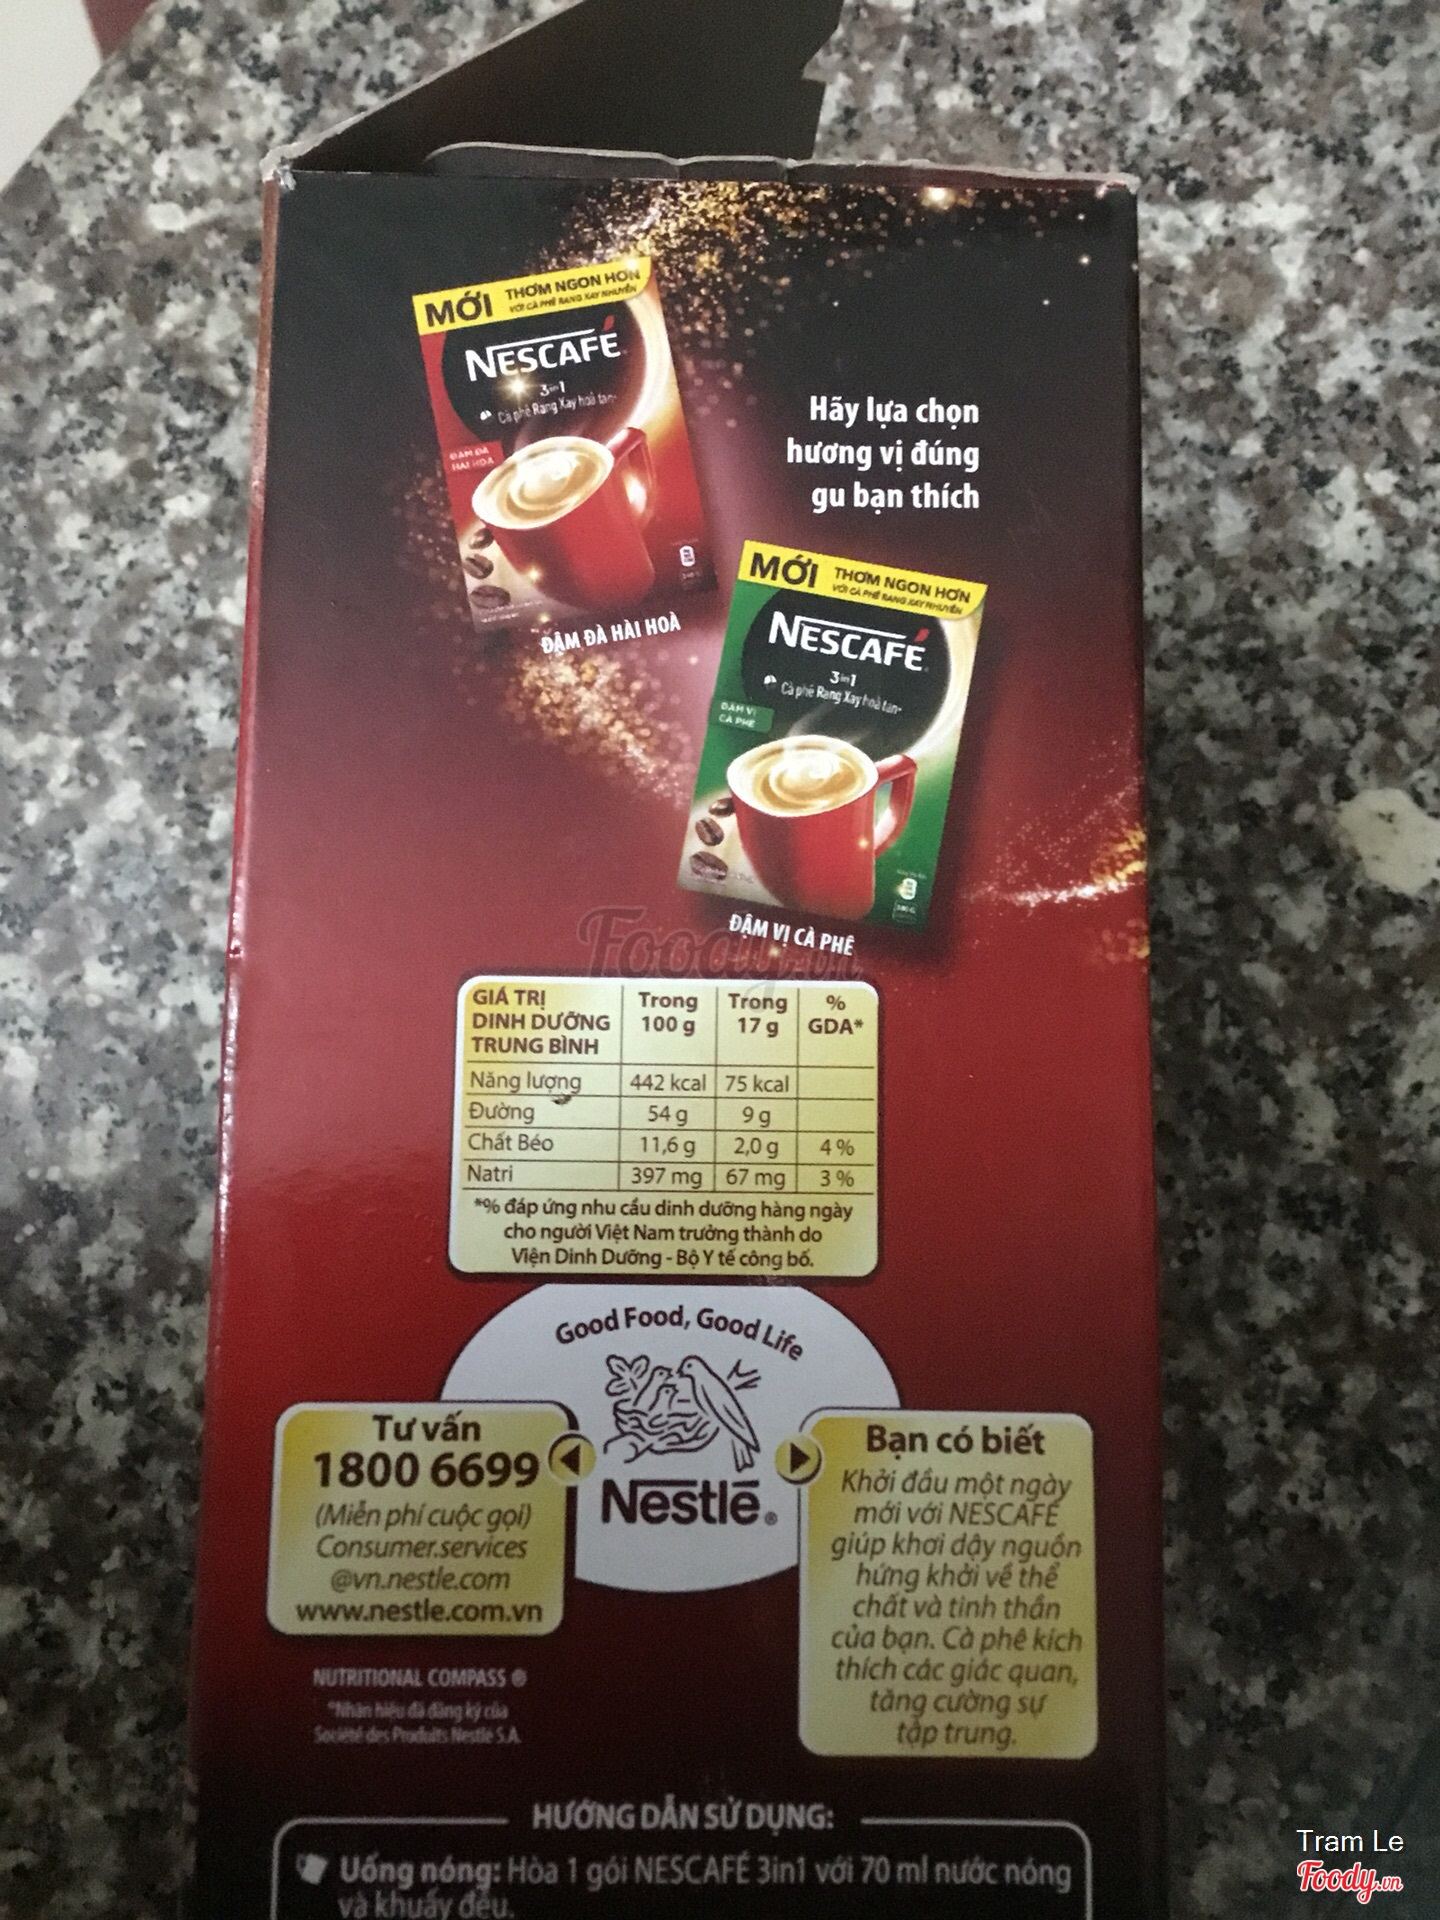 MỚI THƠM NGON HƠN
VỚI CÀ PHÊ RANG XAY NHUYỄN
NESCAFÉ
3in1
Cà phê Rang Xay hoà tan
ĐẬM ĐÀ
HÀI HOÀ
ĐẬM ĐÀ HÀI HOÀ
Hãy lựa chọn
hương vị đúng
gu bạn thích
MỚI THƠM NGON HƠN
VỚI CÀ PHÊ RANG XAY NHUYỄN
NESCAFÉ
3in1
Cà phê Rang Xay hoà tan
ĐẬM VỊ
CÀ PHÊ
ĐẬM VỊ CÀ PHÊ
Foody.vn
GIÁ TRỊ DINH DƯỠNG TRUNG BÌNH Trong 100 g Trong 17 g % GDA*
Năng lượng 442 kcal 75 kcal
Đường 54 g 9 g
Chất Béo 11,6 g 2,0 g 4 %
Natri 397 mg 67 mg 3 %
*% đáp ứng nhu cầu dinh dưỡng hàng ngày
cho người Việt Nam trưởng thành do
Viện Dinh Dưỡng - Bộ Y tế công bố.
Good Food, Good Life
Nestlé®
Tư vấn
1800 6699
(Miễn phí cuộc gọi)
Consumer.services
@vn.nestle.com
www.nestle.com.vn
Bạn có biết
Khởi đầu một ngày
mới với NESCAFÉ
giúp khơi dậy nguồn
hứng khởi về thể
chất và tinh thần
của bạn. Cà phê kích
thích các giác quan,
tăng cường sự
tập trung.
NUTRITIONAL COMPASS ®
*Nhãn hiệu đã đăng ký của
Société des Produits Nestlé S.A.
HƯỚNG DẪN SỬ DỤNG:
Uống nóng: Hòa 1 gói NESCAFÉ 3in1 với 70 ml nước nóng
và khuấy đều.
Tram Le
Foody.vn